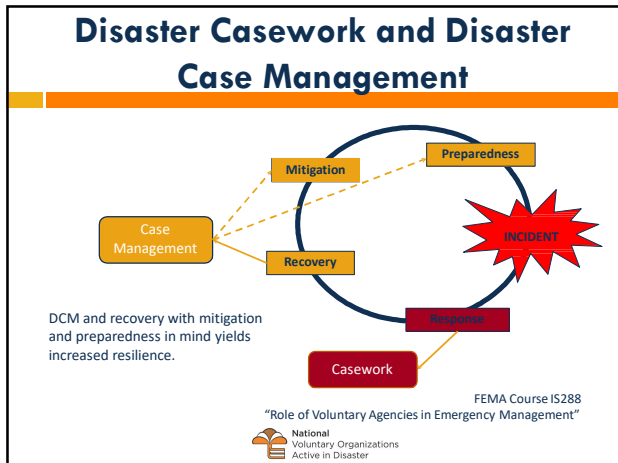 Disaster Casework and Disaster
Case Management
Preparedness
Mitigation
INCIDENT
Case
Management
Recovery
Response
DCM and recovery with mitigation
and preparedness in mind yields
increased resilience.
Casework
FEMA Course IS288
“Role of Voluntary Agencies in Emergency Management”
National
Voluntary Organizations
Active in Disaster